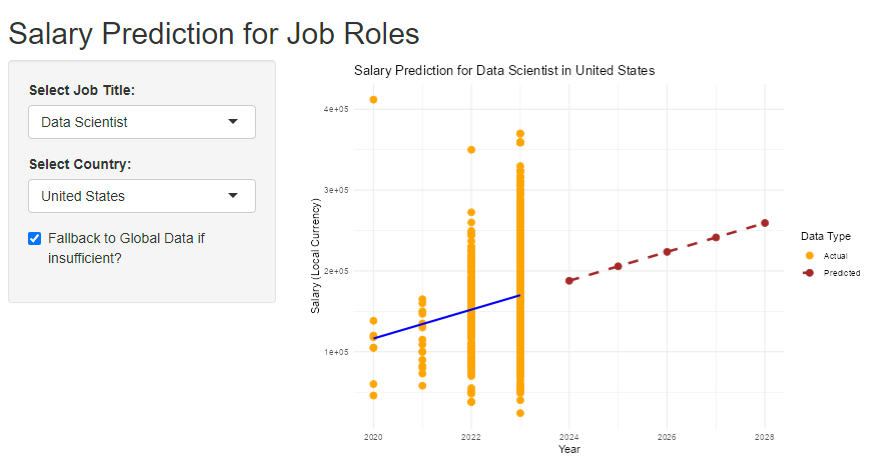 Salary Prediction for Job Roles
Select Job Title:
Data Scientist
Select Country:
United States
Fallback to Global Data if
insufficient?
Salary Prediction for Data Scientist in United States
Salary (Local Currency)
4e+05
3e+05
2e+05
1e+05
2020 2022 2024 2026 2028
Year
Data Type
Actual
Predicted